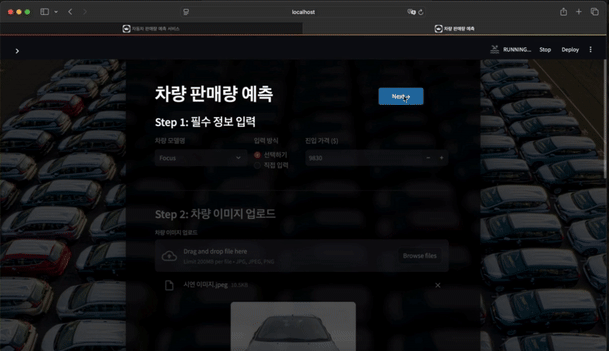 localhost
자동차 판매량 예측 서비스
차량 판매량 예측
RUNNING...
Stop
Deploy
차량 판매량 예측
Next
Step 1: 필수 정보 입력
차량 모델명
입력 방식
진입 가격 ($)
Focus
선택하기
직접 입력
9830
Step 2: 차량 이미지 업로드
차량 이미지 업로드
Drag and drop file here
Limit 200MB per file • JPG, JPEG, PNG
Browse files
시연 이미지.jpeg